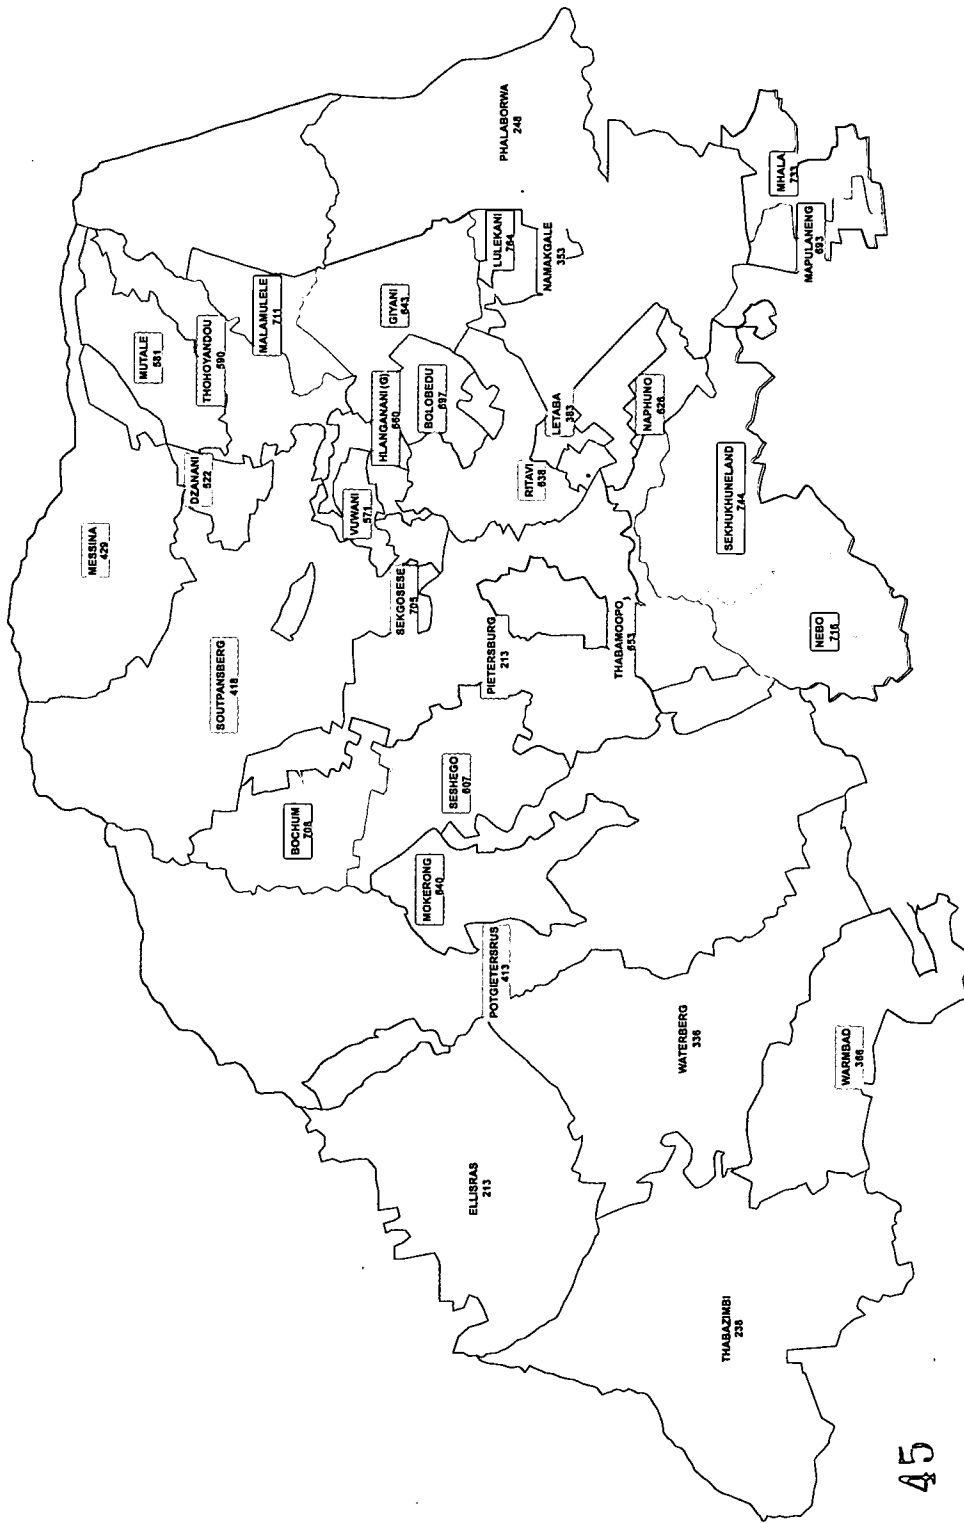 MESSINA
429
MUTALE
581
THOHOYANDOU
590
DZANANI
522
MALAMULELE
711
SOUTPANSBERG
418
VUWANI
571
HLANGANANI (G)
660
GIYANI
643
BOLOBEDU
697
PHALABORWA
248
LULEKANI
764
NAMAKGALE
353
SEKGOSESE
705
BOCHUM
708
SESHEGO
607
MOKERONG
640
PIETERSBURG
213
RITAVI
638
LETABA
383
NAPHUNO
626
THABAMOOPO
653
POTGIETERSRUS
413
ELLISRAS
213
WATERBERG
336
SEKHUKHUNELAND
744
MHALA
733
MAPULANENG
693
NEBO
716
WARMBAD
366
THABAZIMBI
238
45